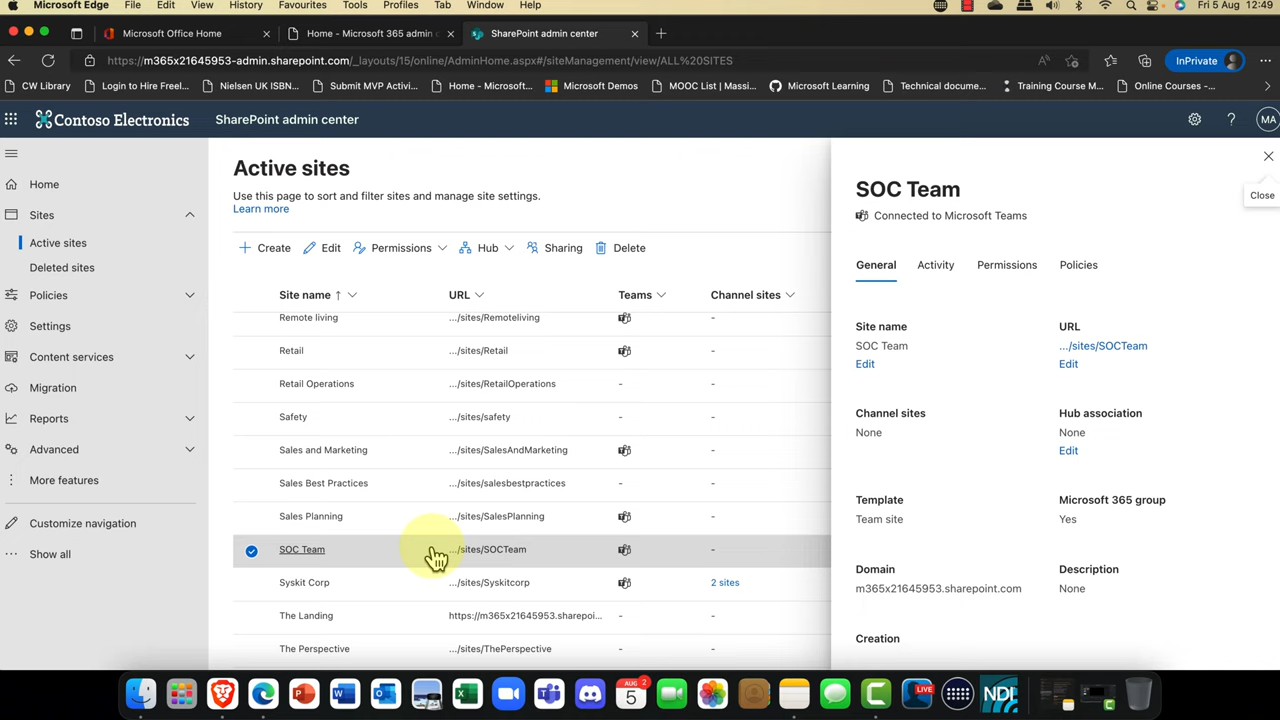 Microsoft Edge File Edit View History Favourites Tools Profiles Tab Window Help Fri 5 Aug 12:49
Microsoft Office Home Home - Microsoft 365 admin c SharePoint admin center
https://m365x21645953-admin.sharepoint.com/_layouts/15/online/AdminHome.aspx#/siteManagement/view/ALL%20SITES InPrivate
CW Library Login to Hire Freel... Nielsen UK ISBN... Submit MVP Activi... Home - Microsoft... Microsoft Demos MOOC List | Massi... Microsoft Learning Technical docume... Training Course M... Online Courses -...
Contoso Electronics SharePoint admin center ? MA
Home
Sites
Active sites
Deleted sites
Policies
Settings
Content services
Migration
Reports
Advanced
More features
Customize navigation
Show all
Active sites
Use this page to sort and filter sites and manage site settings.
Learn more
Create Edit Permissions Hub Sharing Delete
Site name ↑ URL Teams Channel sites
Remote living .../sites/Remoteliving -
Retail .../sites/Retail -
Retail Operations .../sites/RetailOperations - -
Safety .../sites/safety - -
Sales and Marketing .../sites/SalesAndMarketing -
Sales Best Practices .../sites/salesbestpractices - -
Sales Planning .../sites/SalesPlanning -
SOC Team .../sites/SOCTeam -
Syskit Corp .../sites/Syskitcorp 2 sites
The Landing https://m365x21645953.sharepoi... - -
The Perspective .../sites/ThePerspective - -
Close
SOC Team
Connected to Microsoft Teams
General Activity Permissions Policies
Site name URL
SOC Team .../sites/SOCTeam
Edit Edit
Channel sites Hub association
None None
Edit
Template Microsoft 365 group
Team site Yes
Domain Description
m365x21645953.sharepoint.com None
Creation
AUG 2
5
LIVE
NDI